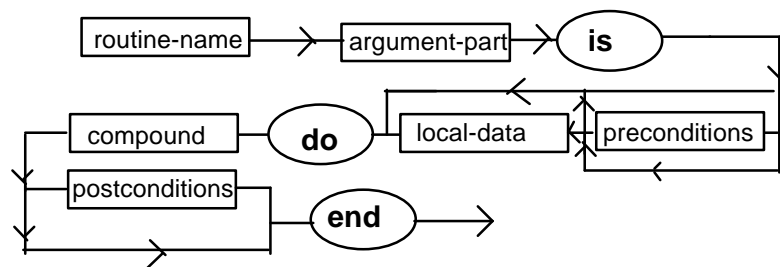 routine-name argument-part is
compound do local-data preconditions
postconditions end